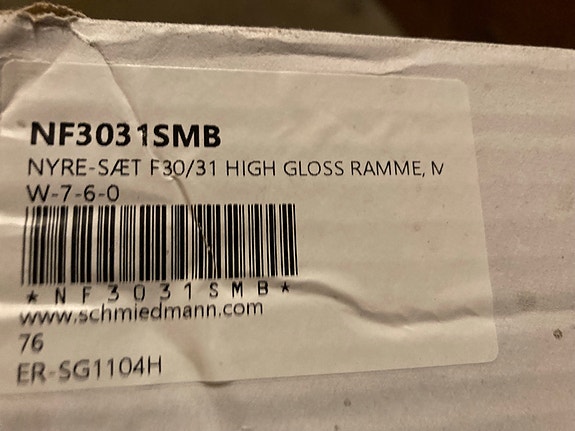 NF3031SMB
NYRE-SÆT F30/31 HIGH GLOSS RAMME, M
W-7-6-0
*NF3031SMB*
www.schmiedmann.com
76
ER-SG1104H